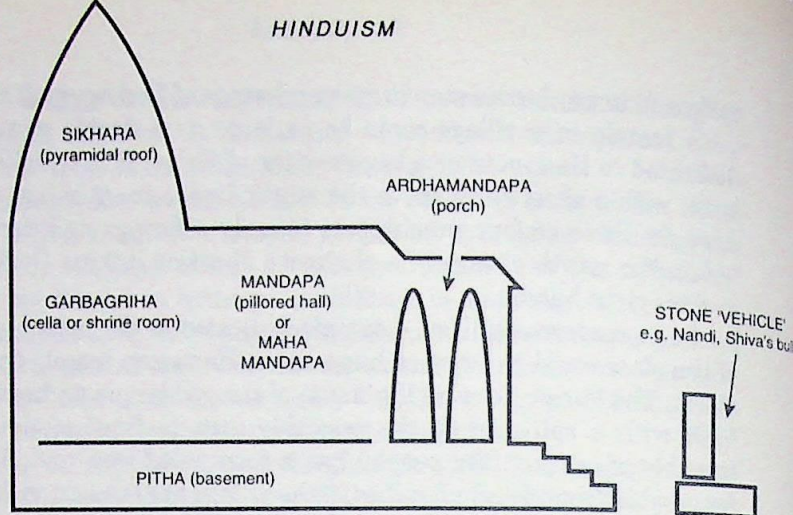 HINDUISM
SIKHARA
(pyramidal roof)
ARDHAMANDAPA
(porch)
GARBAGRIHA
(cella or shrine room)
MANDAPA
(pillored hall)
or
MAHA
MANDAPA
STONE 'VEHICLE'
e.g. Nandi, Shiva's bul
PITHA (basement)